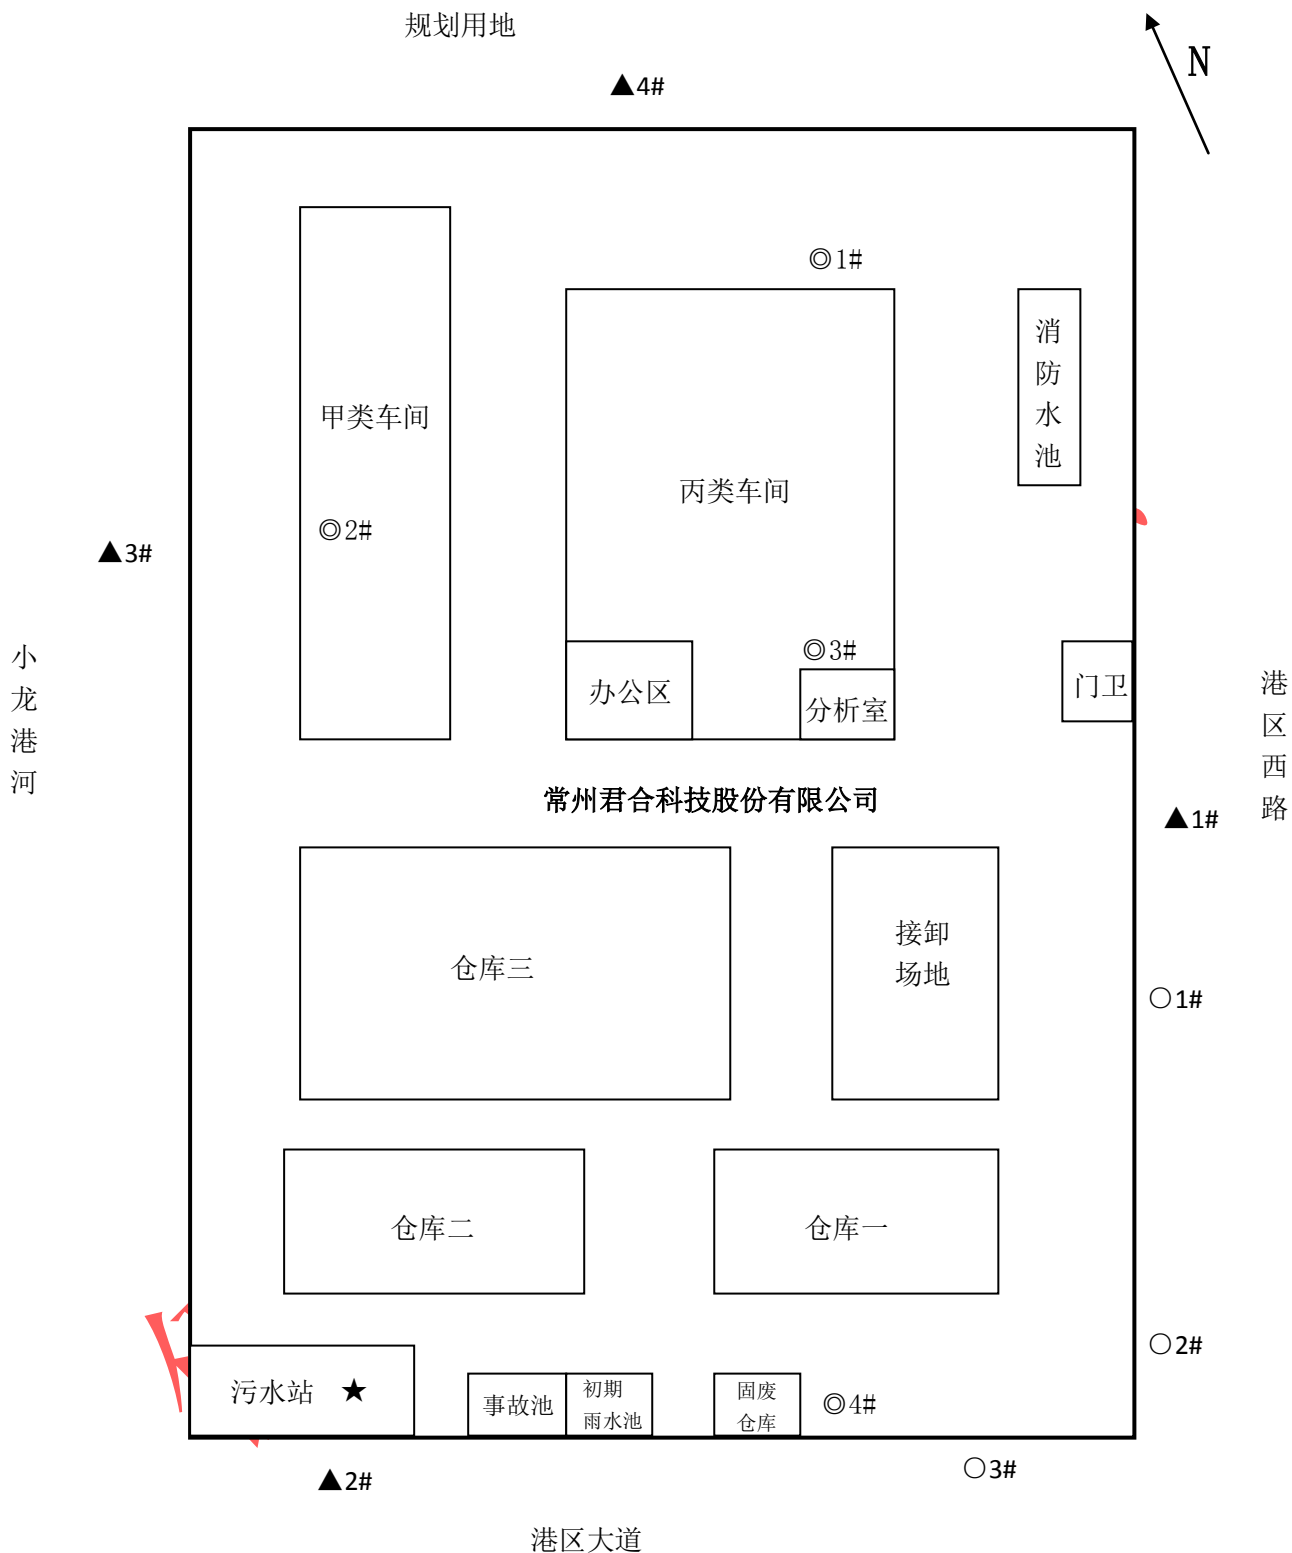 规划用地
N
▲4#
◎1#
消防水池
甲类车间
丙类车间
◎2#
▲3#
◎3#
小龙港河
办公区
分析室
门卫
港区西路
常州君合科技股份有限公司
▲1#
仓库三
接卸
场地
○1#
仓库二
仓库一
○2#
污水站 ★
事故池
初期
雨水池
固废
仓库
◎4#
▲2#
○3#
港区大道